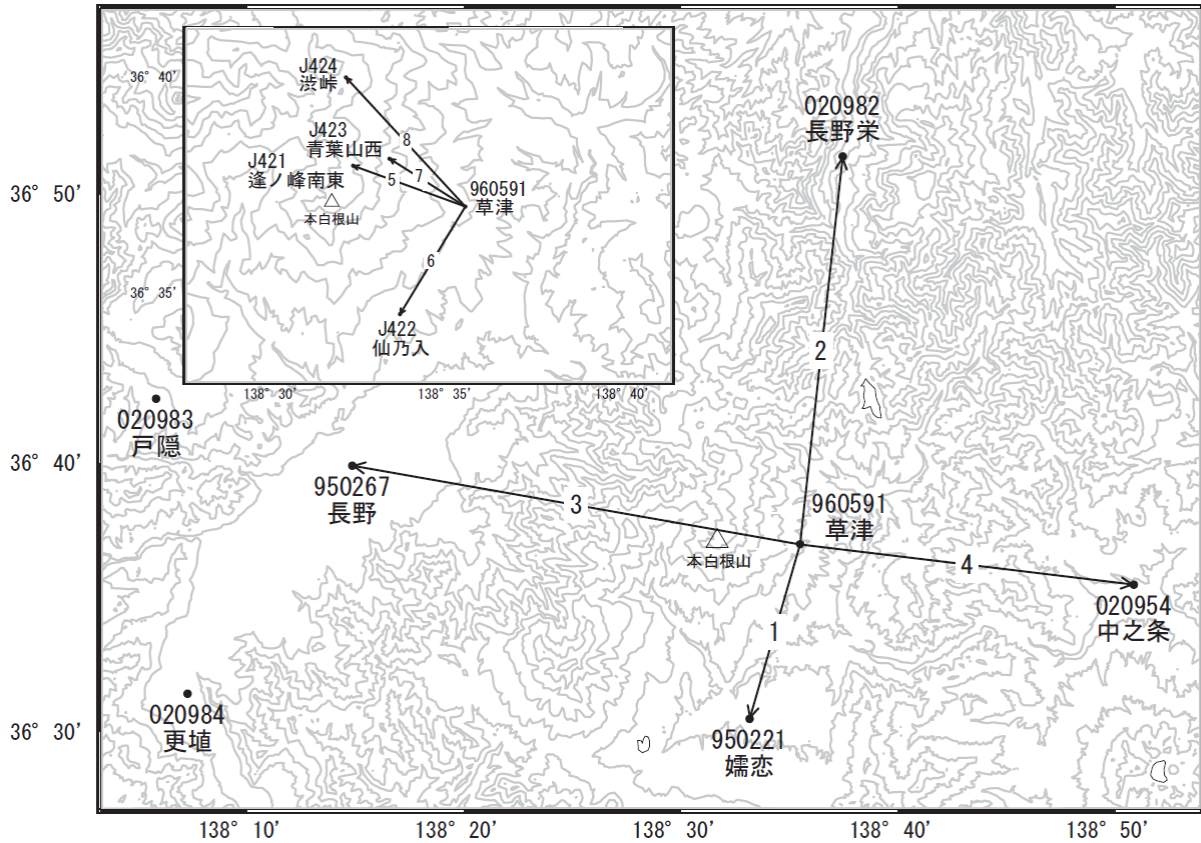 36° 40'
36° 35'
J424
渋峠
J423
青葉山西
J421
逢ノ峰南東
本白根山
960591
草津
8
7
5
6
J422
仙乃入
138° 30'
138° 35'
138° 40'
020982
長野栄
36° 50'
2
020983
戸隠
36° 40'
950267
長野
3
960591
草津
本白根山
4
020954
中之条
1
020984
更埴
36° 30'
950221
嬬恋
138° 10'
138° 20'
138° 30'
138° 40'
138° 50'